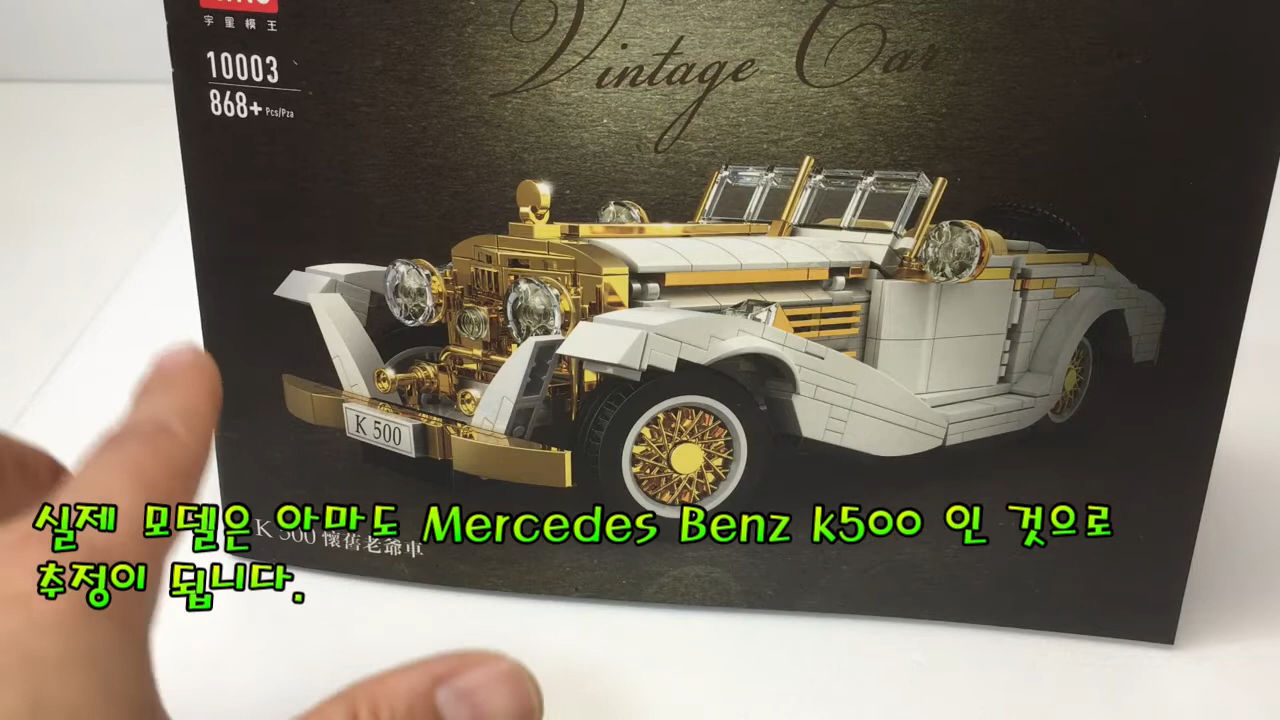 宇星模王
10003
868+ Pcs/Pza
Vintage Car
K 500
K 500 懷舊老爺車
실제 모델은 아마도 Mercedes Benz k500 인 것으로
추정이 됩니다.